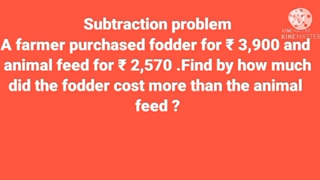 Subtraction problem
A farmer purchased fodder for ₹ 3,900 and
animal feed for ₹ 2,570 .Find by how much
did the fodder cost more than the animal
feed ?
KINEMASTER